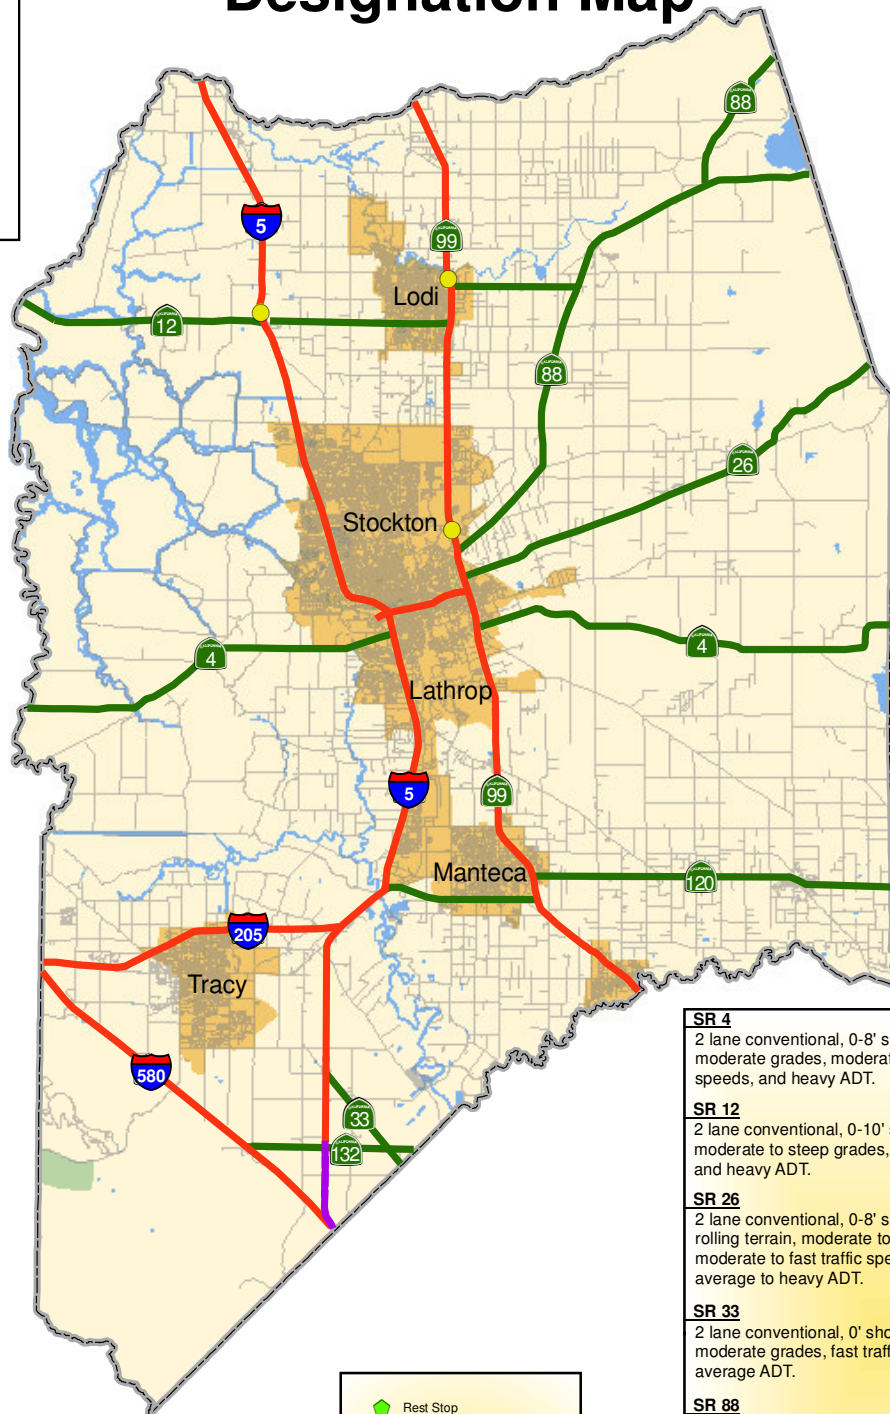 Designation Map
88
5
99
Lodi
12
88
26
Stockton
4
4
Lathrop
5
99
Manteca
120
205
Tracy
580
33
132
SR 4
2 lane conventional, 0-8' s
moderate grades, moderat
speeds, and heavy ADT.
SR 12
2 lane conventional, 0-10' s
moderate to steep grades,
and heavy ADT.
SR 26
2 lane conventional, 0-8' s
rolling terrain, moderate to
moderate to fast traffic spe
average to heavy ADT.
SR 33
2 lane conventional, 0' sho
moderate grades, fast traff
average ADT.
SR 88
Rest Stop